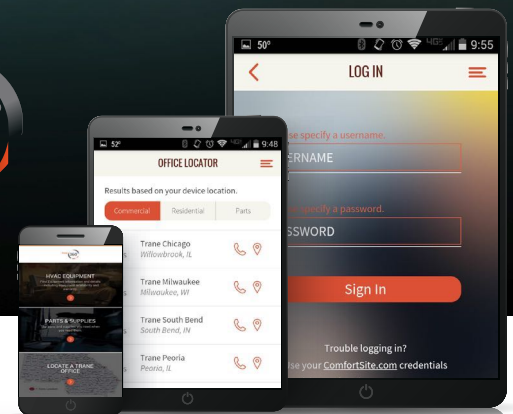 HVAC EQUIPMENT
PARTS & SUPPLIES
LOCATE A TRANE
OFFICE
52°
9:48
OFFICE LOCATOR
Results based on your device location.
Commercial Residential Parts
Trane Chicago
Willowbrook, IL
Trane Milwaukee
Milwaukee, WI
Trane South Bend
South Bend, IN
Trane Peoria
Peoria, IL
50°
4G
9:55
LOG IN
se specify a username.
ERNAME
specify a password.
SSWORD
Sign In
Trouble logging in?
se your ComfortSite.com credentials